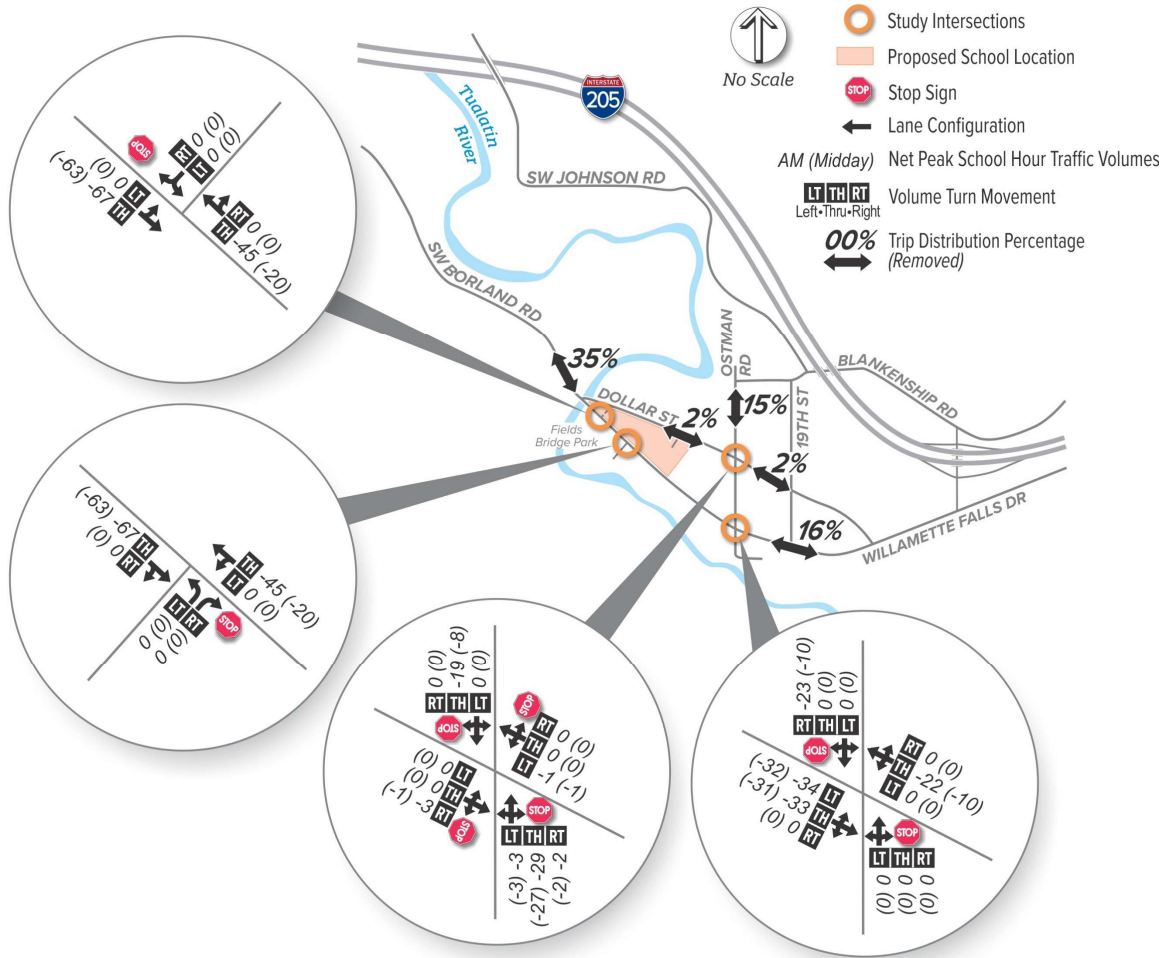 No Scale
Study Intersections
Proposed School Location
STOP
Stop Sign
Lane Configuration
AM (Midday)
Net Peak School Hour Traffic Volumes
LT TH RT
Left•Thru•Right
Volume Turn Movement
00%
Trip Distribution Percentage
(Removed)
INTERSTATE
205
Tualatin
River
SW JOHNSON RD
SW BORLAND RD
OSTMAN
RD
BLANKENSHIP RD
19TH ST
DOLLAR ST
WILLAMETTE FALLS DR
Fields
Bridge Park
35%
2%
15%
2%
16%
STOP
RT 0 (0)
LT 0 (0)
(0) 0 LT
(-63) -67 TH
RT 0 (0)
TH -45 (-20)
(-63) -67 TH
(0) 0 RT
TH -45 (-20)
LT 0 (0)
LT RT
0 (0)
0 (0)
STOP
0 (0)
-19 (-8)
0 (0)
RT TH LT
STOP
STOP
RT 0 (0)
TH 0 (0)
LT -1 (-1)
(0) 0 LT
(0) 0 TH
(-1) -3 RT
STOP
STOP
LT TH RT
(-3) -3
(-27) -29
(-2) -2
-23 (-10)
0 (0)
0 (0)
RT TH LT
STOP
RT 0 (0)
TH -22 (-10)
LT 0 (0)
(-32) -34 LT
(-31) -33 TH
(0) 0 RT
STOP
LT TH RT
(0) 0
(0) 0
(0) 0